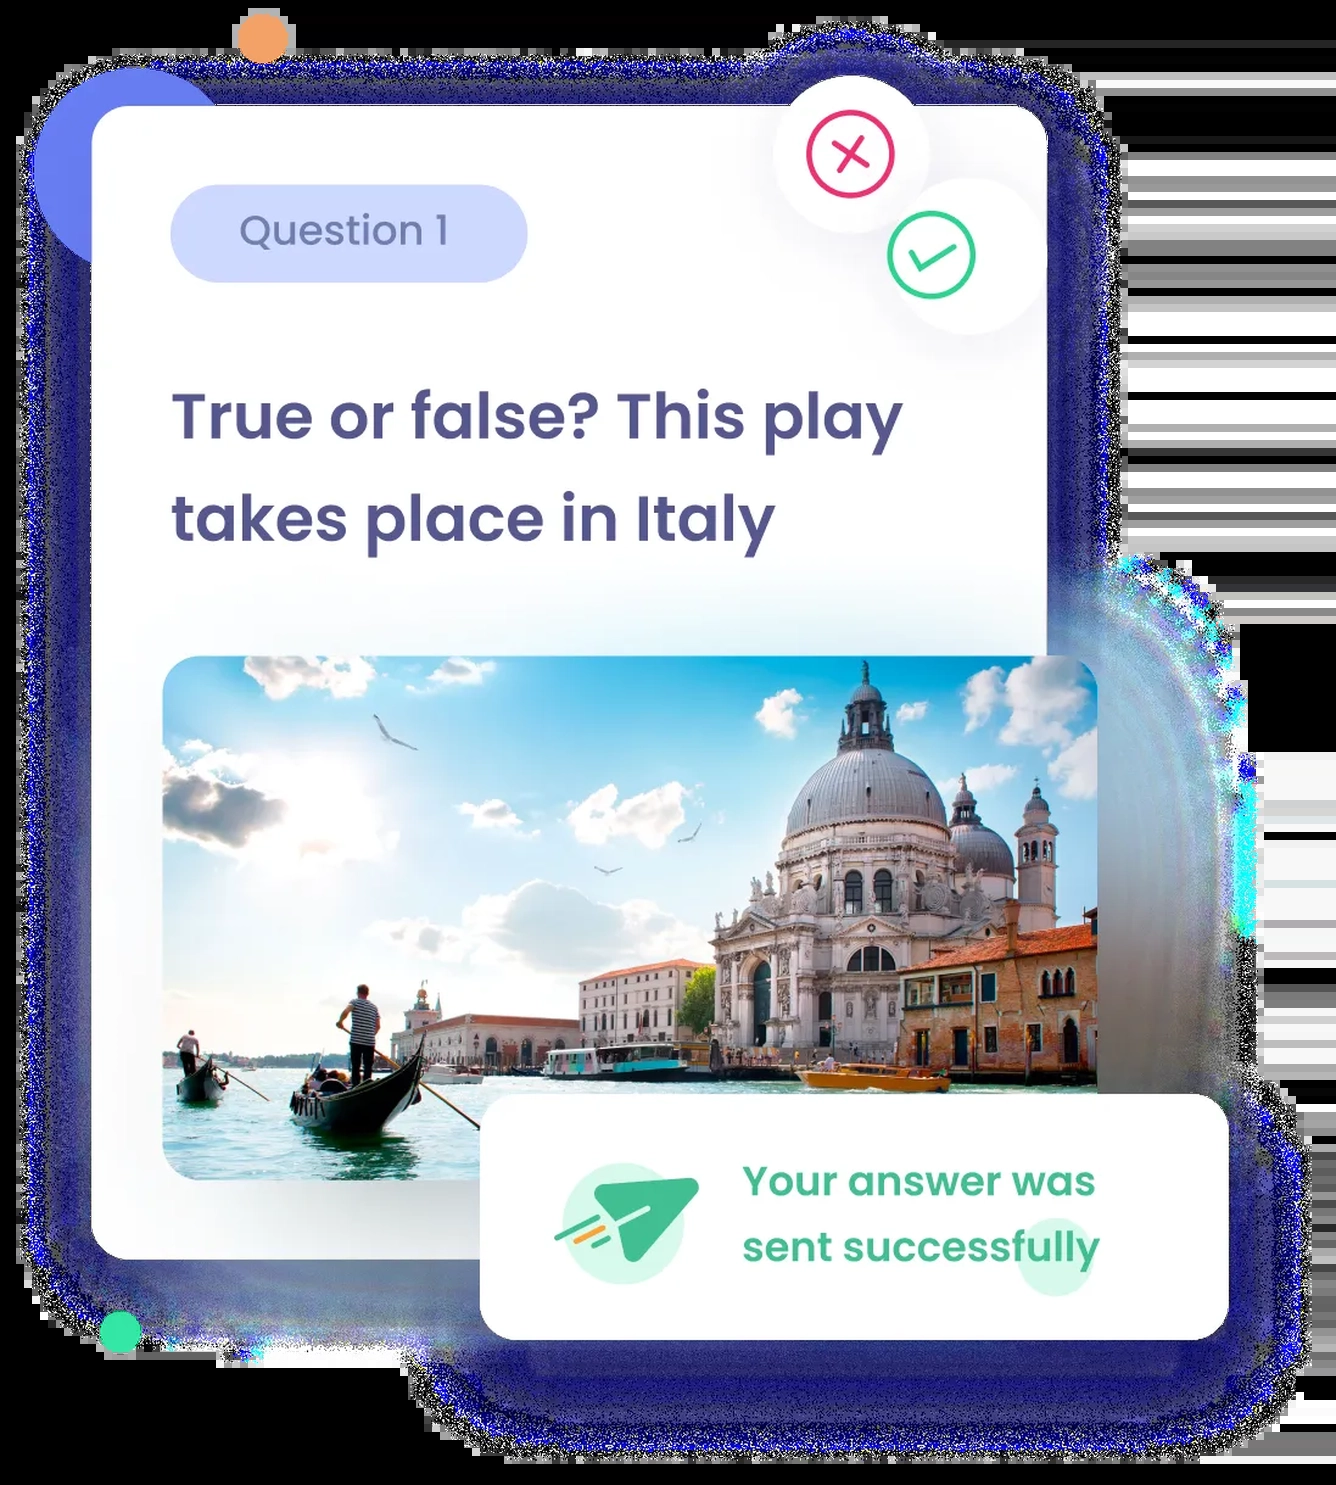 Question 1
True or false? This play
takes place in Italy
Your answer was
sent successfully